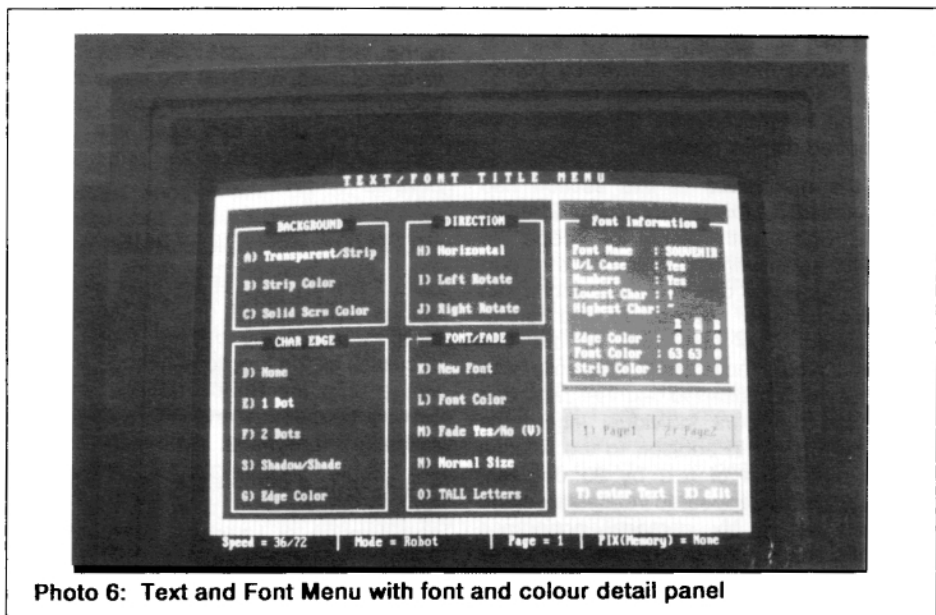 TEXT/FONT TITLE MENU
BACKGROUND
A) Transparent/Strip
B) Strip Color
C) Solid Scrn Color
CHAR EDGE
D) None
E) 1 Dot
F) 2 Dots
S) Shadow/Shade
G) Edge Color
DIRECTION
H) Horizontal
I) Left Rotate
J) Right Rotate
FONT/FADE
K) New Font
L) Font Color
M) Fade Yes/No (V)
N) Normal Size
O) TALL Letters
Font Information
Font Name : SOUVENIR
U/L Case : Yes
Numbers : Yes
Lowest Char : !
Highest Char: "
R G B
Edge Color : 0 0 0
Font Color : 63 63 0
Strip Color : 0 0 0
1) Page1 2) Page2
T) enter Text X) eXit
Speed = 36/72 | Mode = Robot | Page = 1 | PIX(Memory) = None
Photo 6: Text and Font Menu with font and colour detail panel